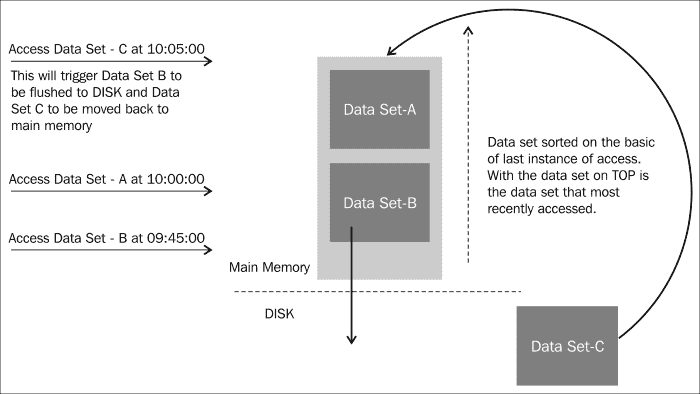 Access Data Set - C at 10:05:00
This will trigger Data Set B to
be flushed to DISK and Data
Set C to be moved back to
main memory
Access Data Set - A at 10:00:00
Access Data Set - B at 09:45:00
Data Set-A
Data Set-B
Main Memory
DISK
Data set sorted on the basic
of last instance of access.
With the data set on TOP is
the data set that most
recently accessed.
Data Set-C